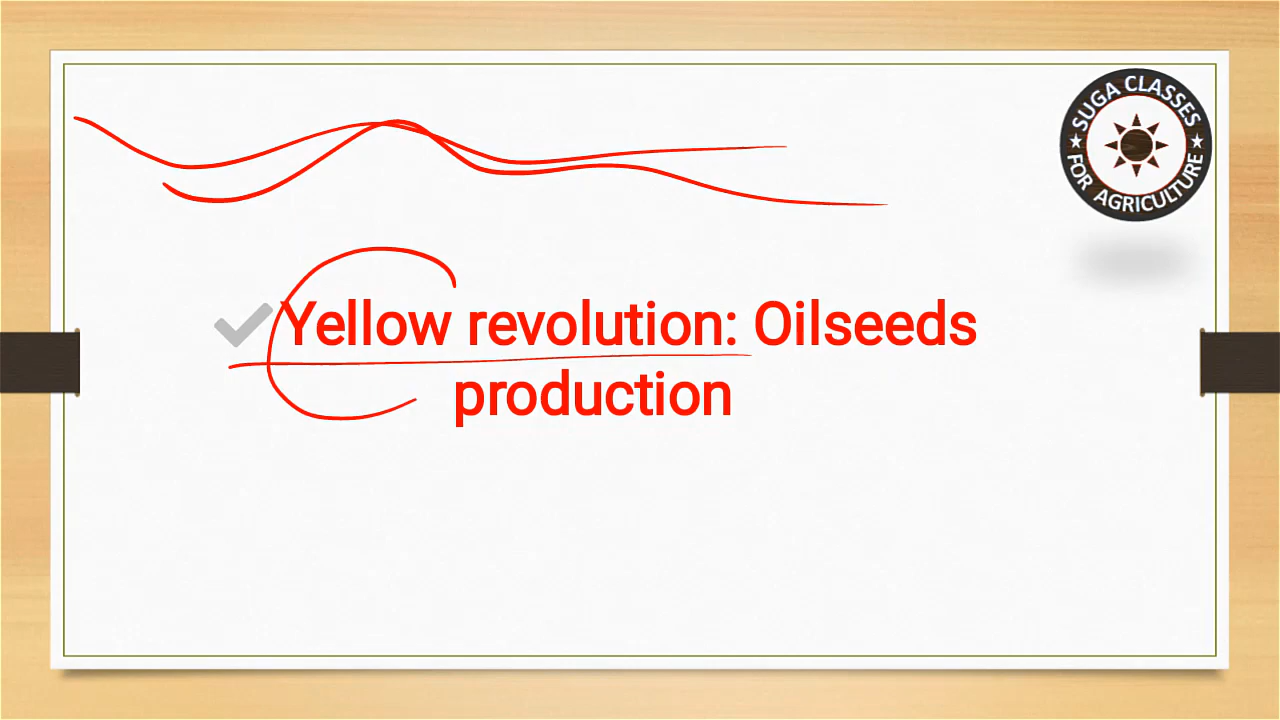 SUGA CLASSES
FOR AGRICULTURE
Yellow revolution: Oilseeds
production